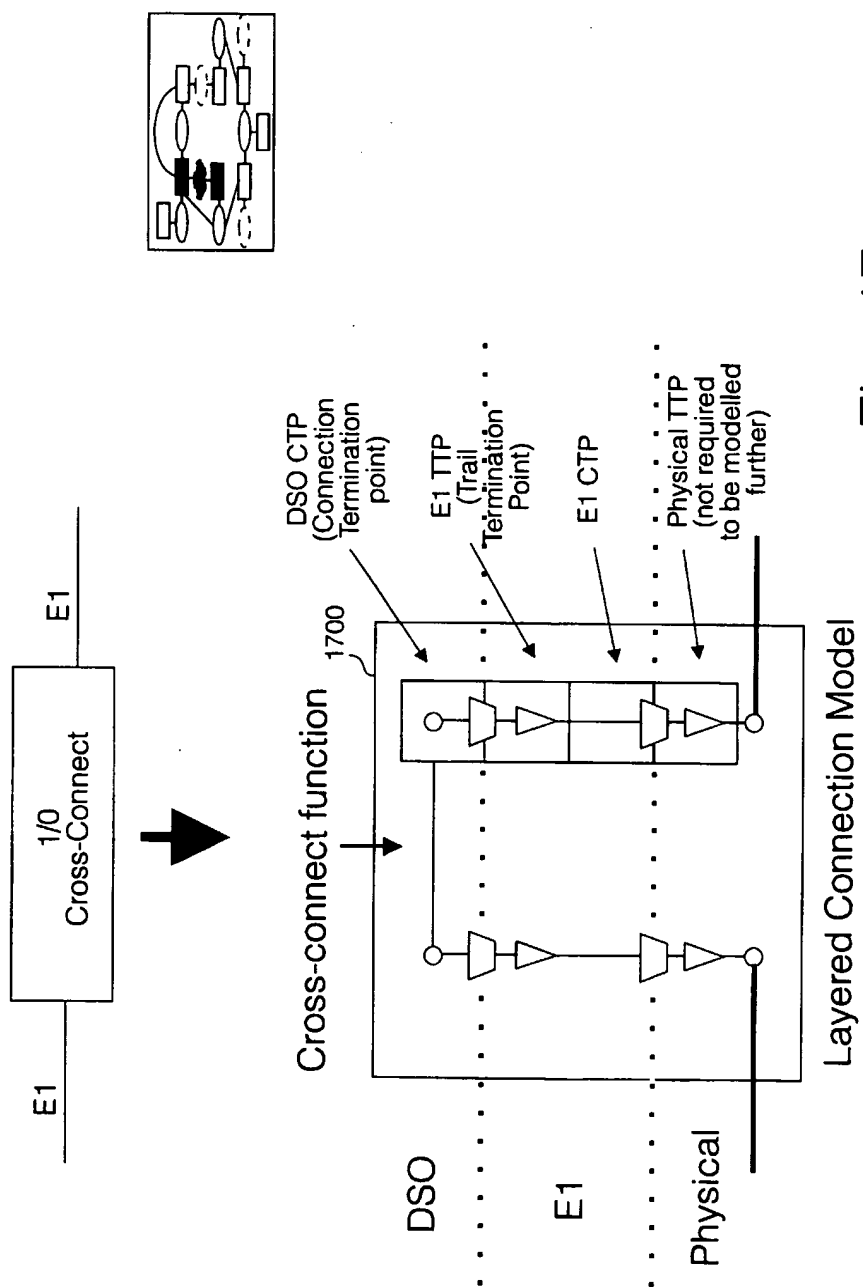 E1
1/0
Cross-Connect
E1
Cross-connect function
1700
DSO CTP
(Connection
Termination
point)
E1 TTP
(Trail
Termination
Point)
E1 CTP
Physical TTP
(not required
to be modelled
further)
DSO
E1
Physical
Layered Connection Model